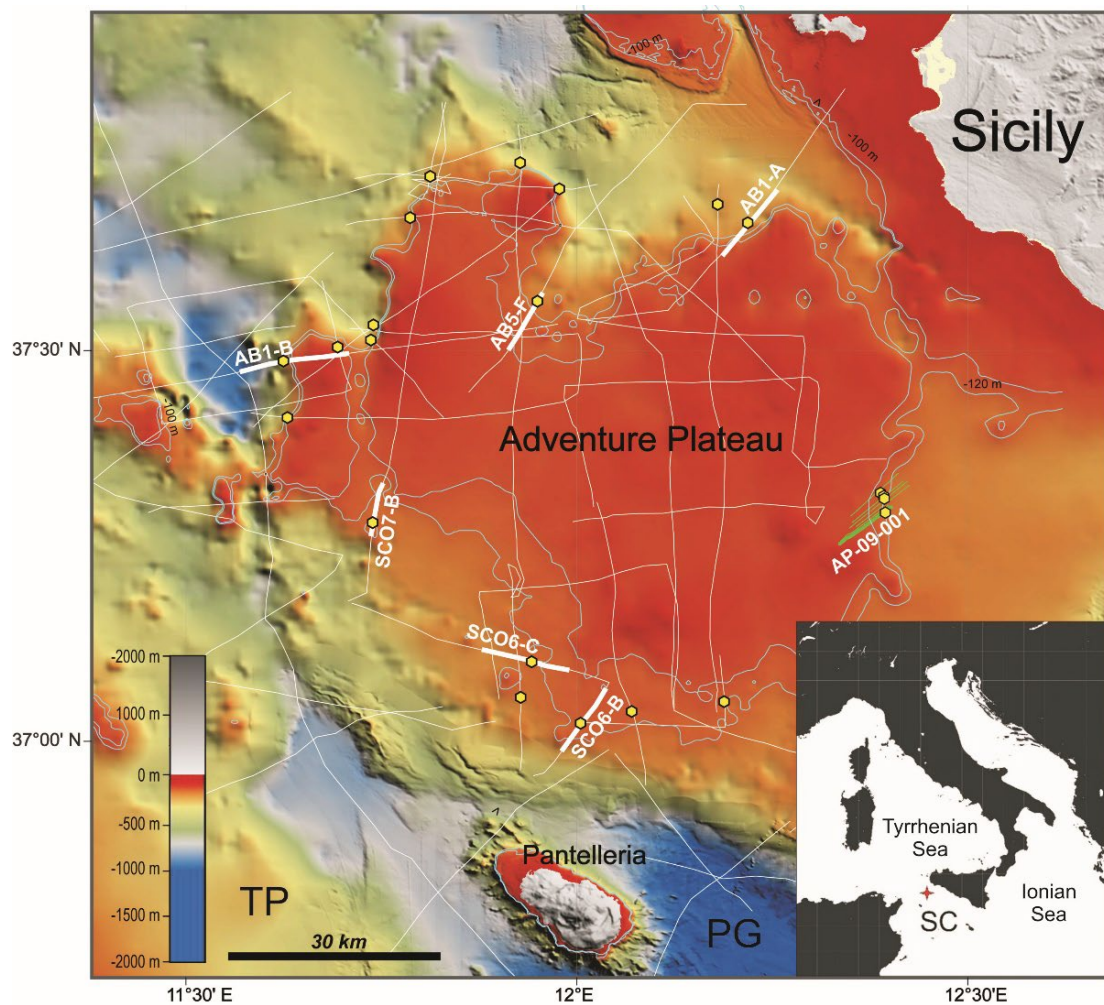 -100 m
Sicily
-100 m
AB1-A
AB5-F
37°30' N
AB1-B
-120 m
-100 m
Adventure Plateau
SCO7-B
AP-09-001
SCO6-C
SCO6-B
37°00' N
-2000 m
1000 m
0 m
-500 m
-1000 m
-1500 m
-2000 m
Pantelleria
TP
30 km
PG
Tyrrhenian
Sea
Ionian
Sea
SC
11°30' E
12°E
12°30' E